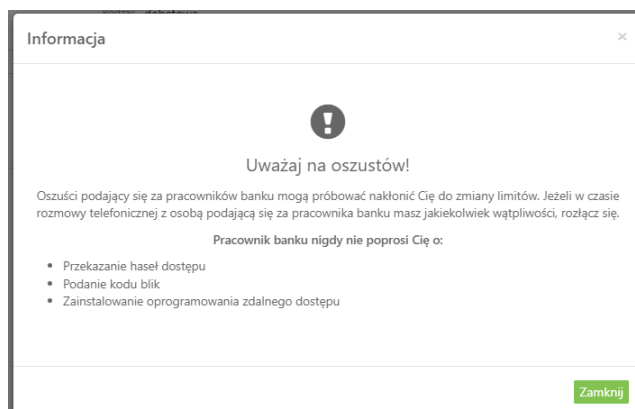 debetowa
Informacja
×
Uważaj na oszustów!
Oszuści podający się za pracowników banku mogą próbować nakłonić Cię do zmiany limitów. Jeżeli w czasie
rozmowy telefonicznej z osobą podającą się za pracownika banku masz jakiekolwiek wątpliwości, rozłącz się.
Pracownik banku nigdy nie poprosi Cię o:
• Przekazanie haseł dostępu
• Podanie kodu blik
• Zainstalowanie oprogramowania zdalnego dostępu
Zamknij